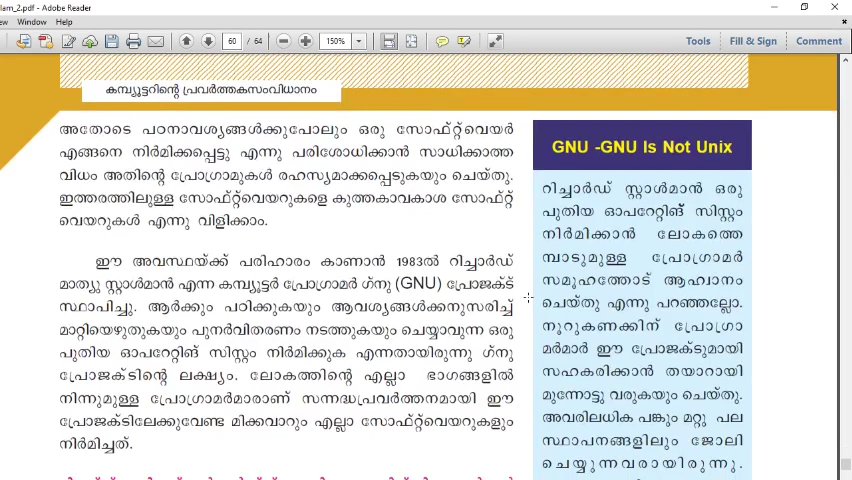 lam_2.pdf - Adobe Reader
Window Help
60 / 64
150%
Tools
Fill & Sign
Comment
കമ്പ്യൂട്ടറിന്റെ പ്രവർത്തകസംവിധാനം
അതോടെ പഠനാവശ്യങ്ങൾക്കുപോലും ഒരു സോഫ്റ്റ്‌വെയർ
എങ്ങനെ നിർമിക്കപ്പെട്ടു എന്നു പരിശോധിക്കാൻ സാധിക്കാത്ത
വിധം അതിന്റെ പ്രോഗ്രാമുകൾ രഹസ്യമാക്കപ്പെടുകയും ചെയ്തു.
ഇത്തരത്തിലുള്ള സോഫ്റ്റ്‌വെയറുകളെ കുത്തകാവകാശ സോഫ്റ്റ്
വെയറുകൾ എന്നു വിളിക്കാം.
ഈ അവസ്ഥയ്ക്ക് പരിഹാരം കാണാൻ 1983ൽ റിച്ചാർഡ്
മാത്യു സ്റ്റാൾമാൻ എന്ന കമ്പ്യൂട്ടർ പ്രോഗ്രാമർ ഗ്നു (GNU) പ്രോജക്ട്
സ്ഥാപിച്ചു. ആർക്കും പഠിക്കുകയും ആവശ്യങ്ങൾക്കനുസരിച്ച്
മാറ്റിയെഴുതുകയും പുനർവിതരണം നടത്തുകയും ചെയ്യാവുന്ന ഒരു
പുതിയ ഓപറേറ്റിങ് സിസ്റ്റം നിർമിക്കുക എന്നതായിരുന്നു ഗ്നു
പ്രോജക്ടിന്റെ ലക്ഷ്യം. ലോകത്തിന്റെ എല്ലാ ഭാഗങ്ങളിൽ
നിന്നുമുള്ള പ്രോഗ്രാമർമാരാണ് സന്നദ്ധപ്രവർത്തനമായി ഈ
പ്രോജക്ടിലേക്കുവേണ്ട മിക്കവാറും എല്ലാ സോഫ്റ്റ്‌വെയറുകളും
നിർമിച്ചത്.
GNU -GNU Is Not Unix
റിച്ചാർഡ് സ്റ്റാൾമാൻ ഒരു
പുതിയ ഓപറേറ്റിങ് സിസ്റ്റം
നിർമിക്കാൻ ലോകത്തെ
മ്പാടുമുള്ള പ്രോഗ്രാമർ
സമൂഹത്തോട് ആഹ്വാനം
ചെയ്തു എന്നു പറഞ്ഞല്ലോ.
നൂറുകണക്കിന് പ്രോഗ്രാ
മർമാർ ഈ പ്രോജക്ടുമായി
സഹകരിക്കാൻ തയാറായി
മുന്നോട്ടു വരുകയും ചെയ്തു.
അവരിലധിക പങ്കും മറ്റു പല
സ്ഥാപനങ്ങളിലും ജോലി
ചെയ്യുന്നവരായിരുന്നു.